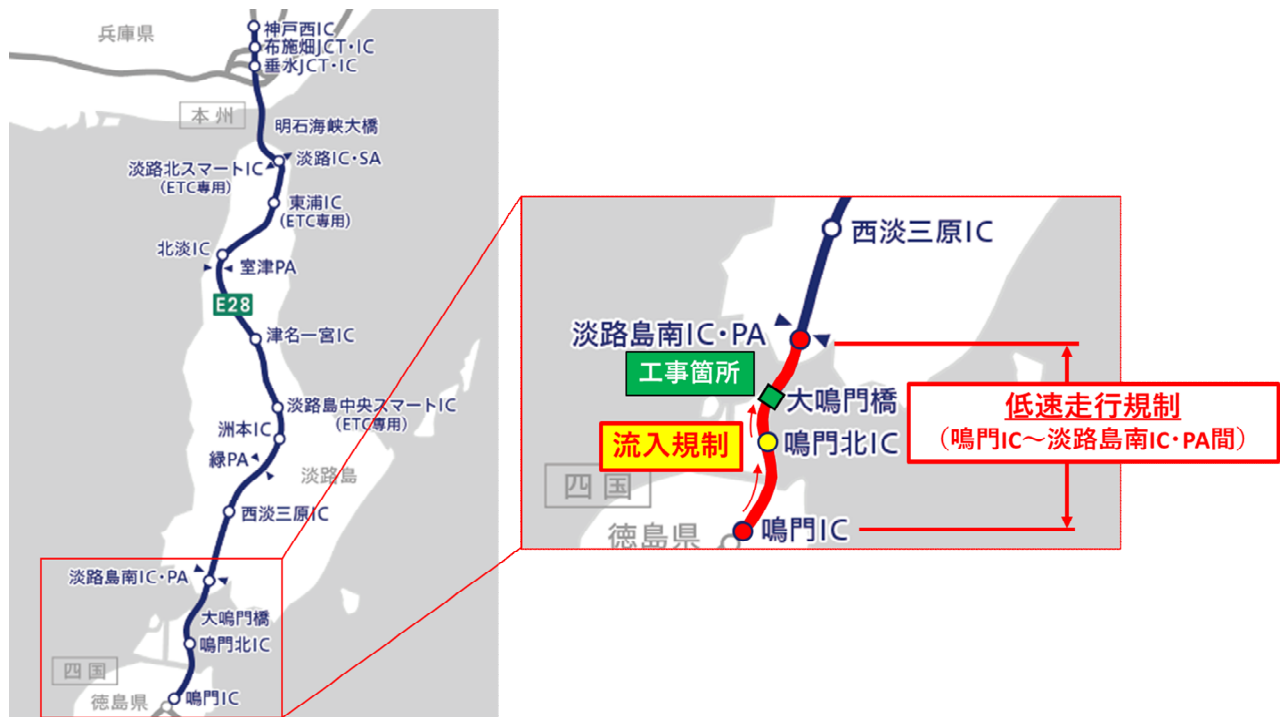 兵庫県
神戸西IC
布施畑JCT・IC
垂水JCT・IC
本州
明石海峡大橋
淡路IC・SA
淡路北スマートIC
(ETC専用)
東浦IC
(ETC専用)
北淡IC
室津PA
E28
津名一宮IC
淡路島中央スマートIC
(ETC専用)
洲本IC
緑PA
淡路島
西淡三原IC
淡路島南IC・PA
大鳴門橋
鳴門北IC
四国
徳島県
鳴門IC
西淡三原IC
淡路島南IC・PA
工事箇所
大鳴門橋
流入規制
鳴門北IC
四国
徳島県
鳴門IC
低速走行規制
（鳴門IC～淡路島南IC・PA間）